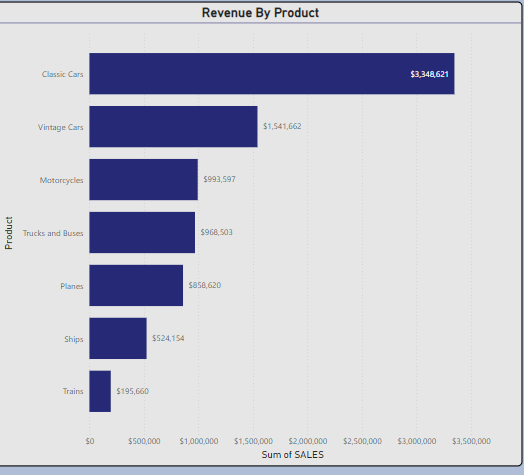 Revenue By Product
Classic Cars $3,348,621
Vintage Cars $1,541,662
Motorcycles $993,597
Trucks and Buses $968,503
Planes $858,620
Ships $524,154
Trains $195,660
Product
$0 $500,000 $1,000,000 $1,500,000 $2,000,000 $2,500,000 $3,000,000 $3,500,000
Sum of SALES